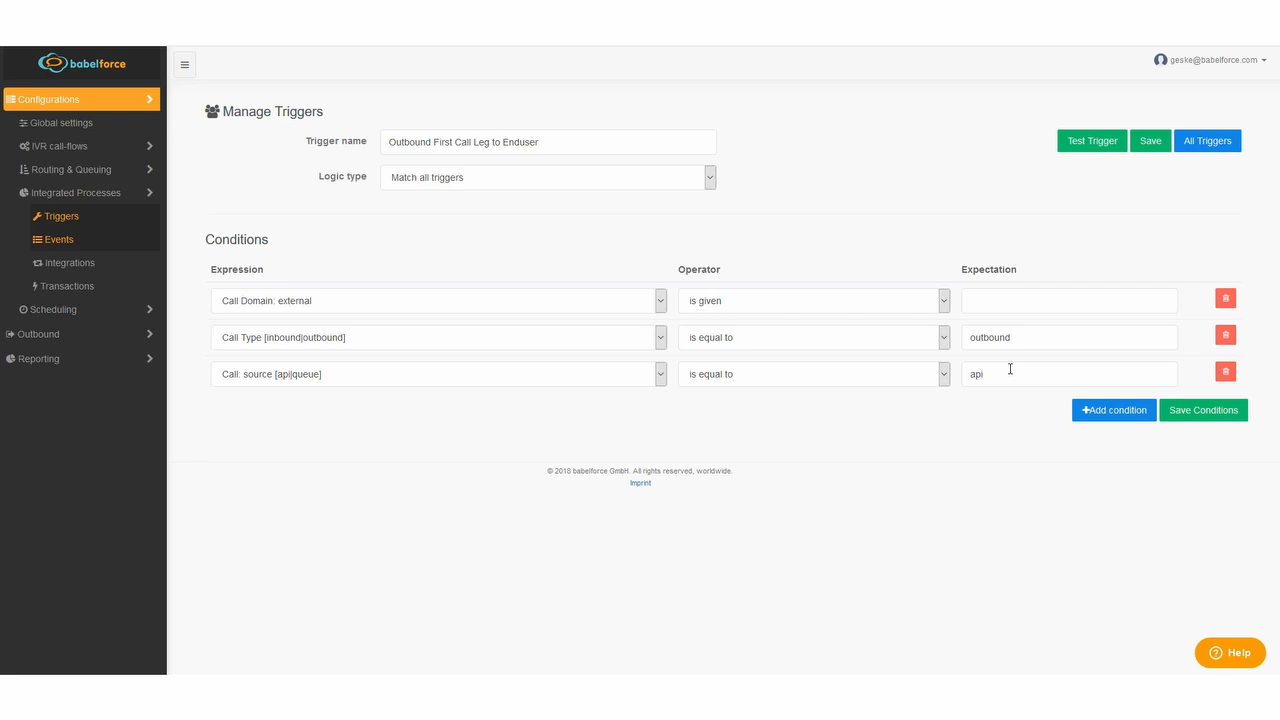 babelforce
geske@babelforce.com
Configurations
Global settings
IVR call-flows
Routing & Queuing
Integrated Processes
Triggers
Events
Integrations
Transactions
Scheduling
Outbound
Reporting
Manage Triggers
Trigger name Outbound First Call Leg to Enduser
Test Trigger Save All Triggers
Logic type Match all triggers
Conditions
Expression Operator Expectation
Call Domain: external is given
Call Type [inbound|outbound] is equal to outbound
Call: source [api|queue] is equal to api
+Add condition Save Conditions
© 2018 babelforce GmbH. All rights reserved, worldwide.
Imprint
Help